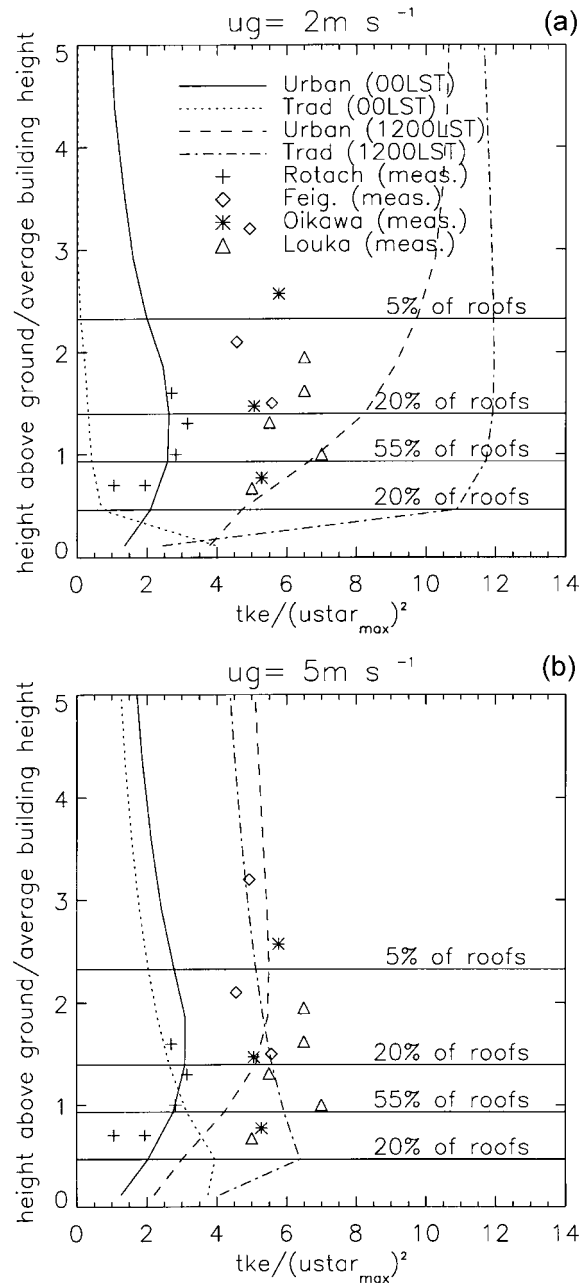 ug= 2m s -1
(a)
5
4
3
2
1
0
height above ground/average building height
Urban (00LST)
Trad (00LST)
Urban (1200LST)
Trad (1200LST)
Rotach (meas.)
Feig. (meas.)
Oikawa (meas.)
Louka (meas.)
5% of roofs
20% of roofs
55% of roofs
20% of roofs
0 2 4 6 8 10 12 14
tke/(ustar max)2
ug= 5m s -1
(b)
5
4
3
2
1
0
height above ground/average building height
5% of roofs
20% of roofs
55% of roofs
20% of roofs
0 2 4 6 8 10 12 14
tke/(ustar max)2